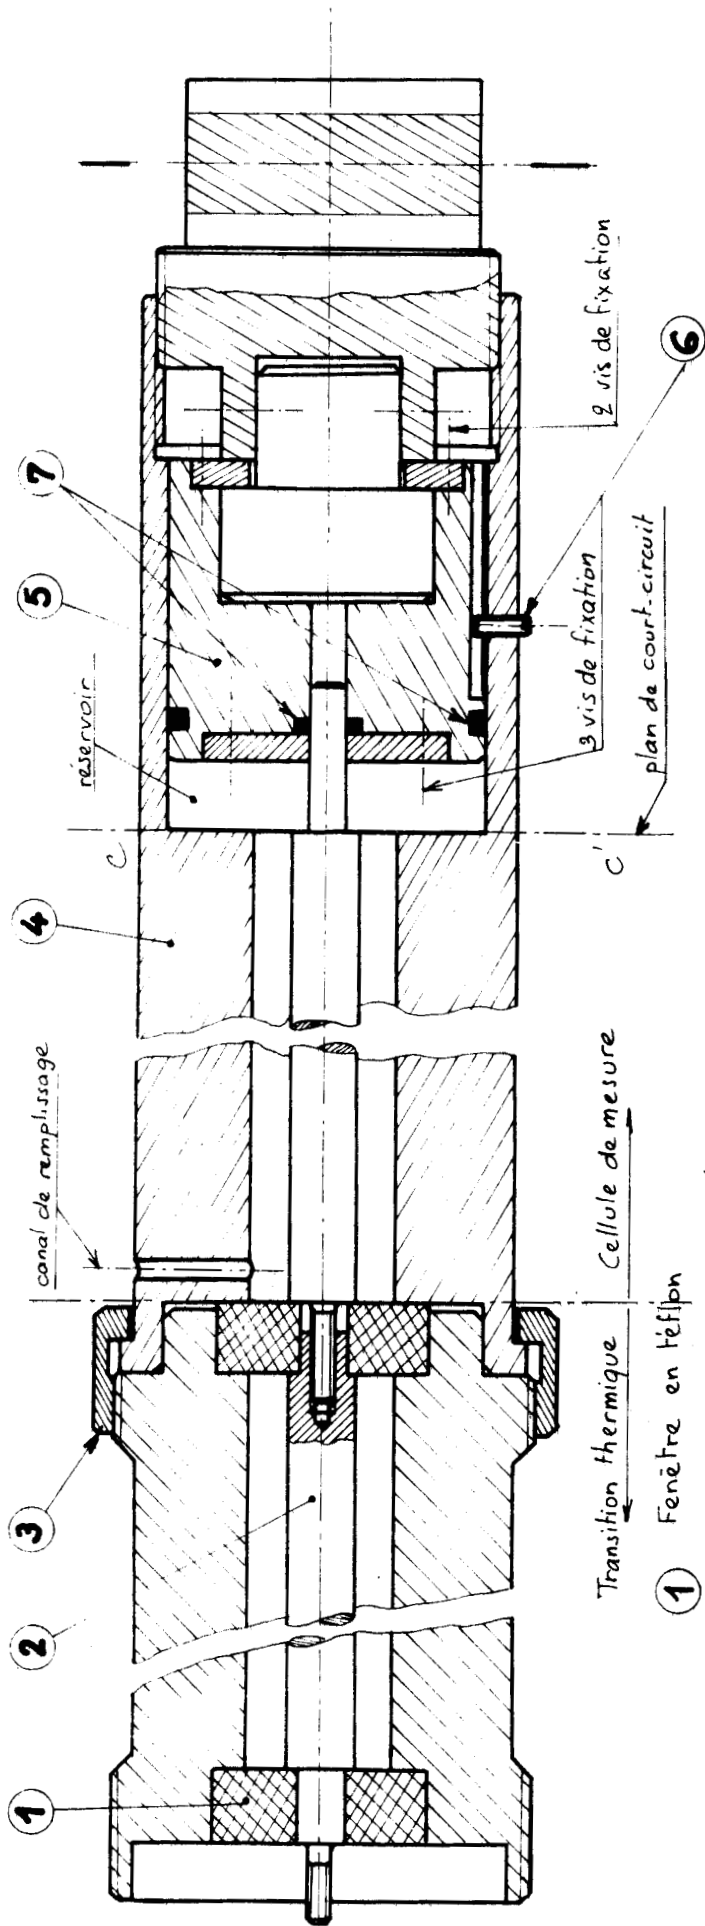 1
2
3
4
5
7
6
canal de remplissage
réservoir
C
C'
plan de court-circuit
3 vis de fixation
2 vis de fixation
Transition thermique
Cellule de mesure
1 Fenêtre en téflon